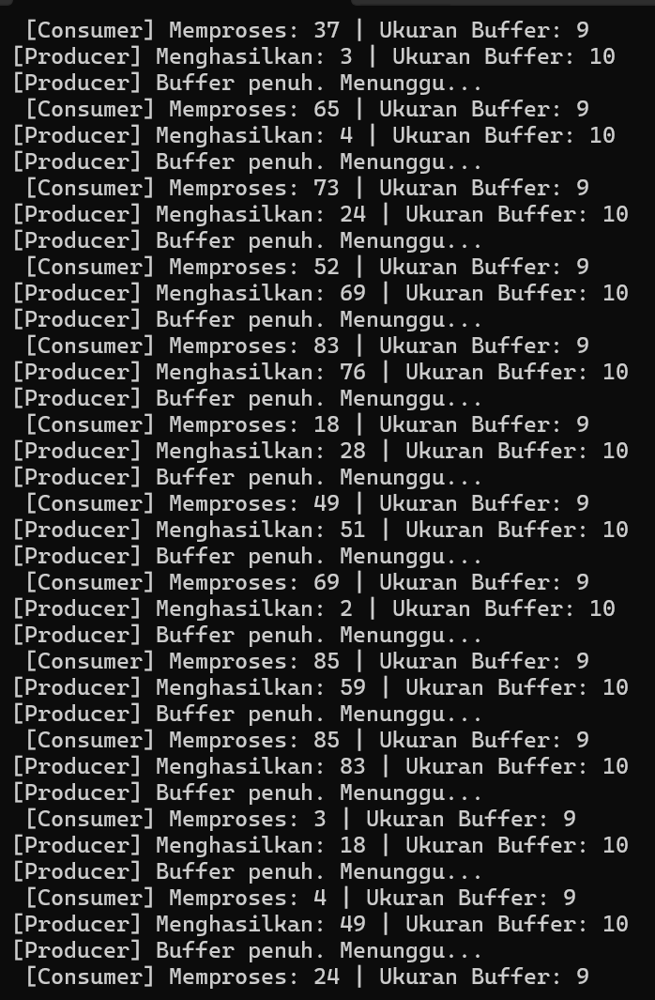 [Consumer] Memproses: 37 | Ukuran Buffer: 9
[Producer] Menghasilkan: 3 | Ukuran Buffer: 10
[Producer] Buffer penuh. Menunggu...
[Consumer] Memproses: 65 | Ukuran Buffer: 9
[Producer] Menghasilkan: 4 | Ukuran Buffer: 10
[Producer] Buffer penuh. Menunggu...
[Consumer] Memproses: 73 | Ukuran Buffer: 9
[Producer] Menghasilkan: 24 | Ukuran Buffer: 10
[Producer] Buffer penuh. Menunggu...
[Consumer] Memproses: 52 | Ukuran Buffer: 9
[Producer] Menghasilkan: 69 | Ukuran Buffer: 10
[Producer] Buffer penuh. Menunggu...
[Consumer] Memproses: 83 | Ukuran Buffer: 9
[Producer] Menghasilkan: 76 | Ukuran Buffer: 10
[Producer] Buffer penuh. Menunggu...
[Consumer] Memproses: 18 | Ukuran Buffer: 9
[Producer] Menghasilkan: 28 | Ukuran Buffer: 10
[Producer] Buffer penuh. Menunggu...
[Consumer] Memproses: 49 | Ukuran Buffer: 9
[Producer] Menghasilkan: 51 | Ukuran Buffer: 10
[Producer] Buffer penuh. Menunggu...
[Consumer] Memproses: 69 | Ukuran Buffer: 9
[Producer] Menghasilkan: 2 | Ukuran Buffer: 10
[Producer] Buffer penuh. Menunggu...
[Consumer] Memproses: 85 | Ukuran Buffer: 9
[Producer] Menghasilkan: 59 | Ukuran Buffer: 10
[Producer] Buffer penuh. Menunggu...
[Consumer] Memproses: 85 | Ukuran Buffer: 9
[Producer] Menghasilkan: 83 | Ukuran Buffer: 10
[Producer] Buffer penuh. Menunggu...
[Consumer] Memproses: 3 | Ukuran Buffer: 9
[Producer] Menghasilkan: 18 | Ukuran Buffer: 10
[Producer] Buffer penuh. Menunggu...
[Consumer] Memproses: 4 | Ukuran Buffer: 9
[Producer] Menghasilkan: 49 | Ukuran Buffer: 10
[Producer] Buffer penuh. Menunggu...
[Consumer] Memproses: 24 | Ukuran Buffer: 9